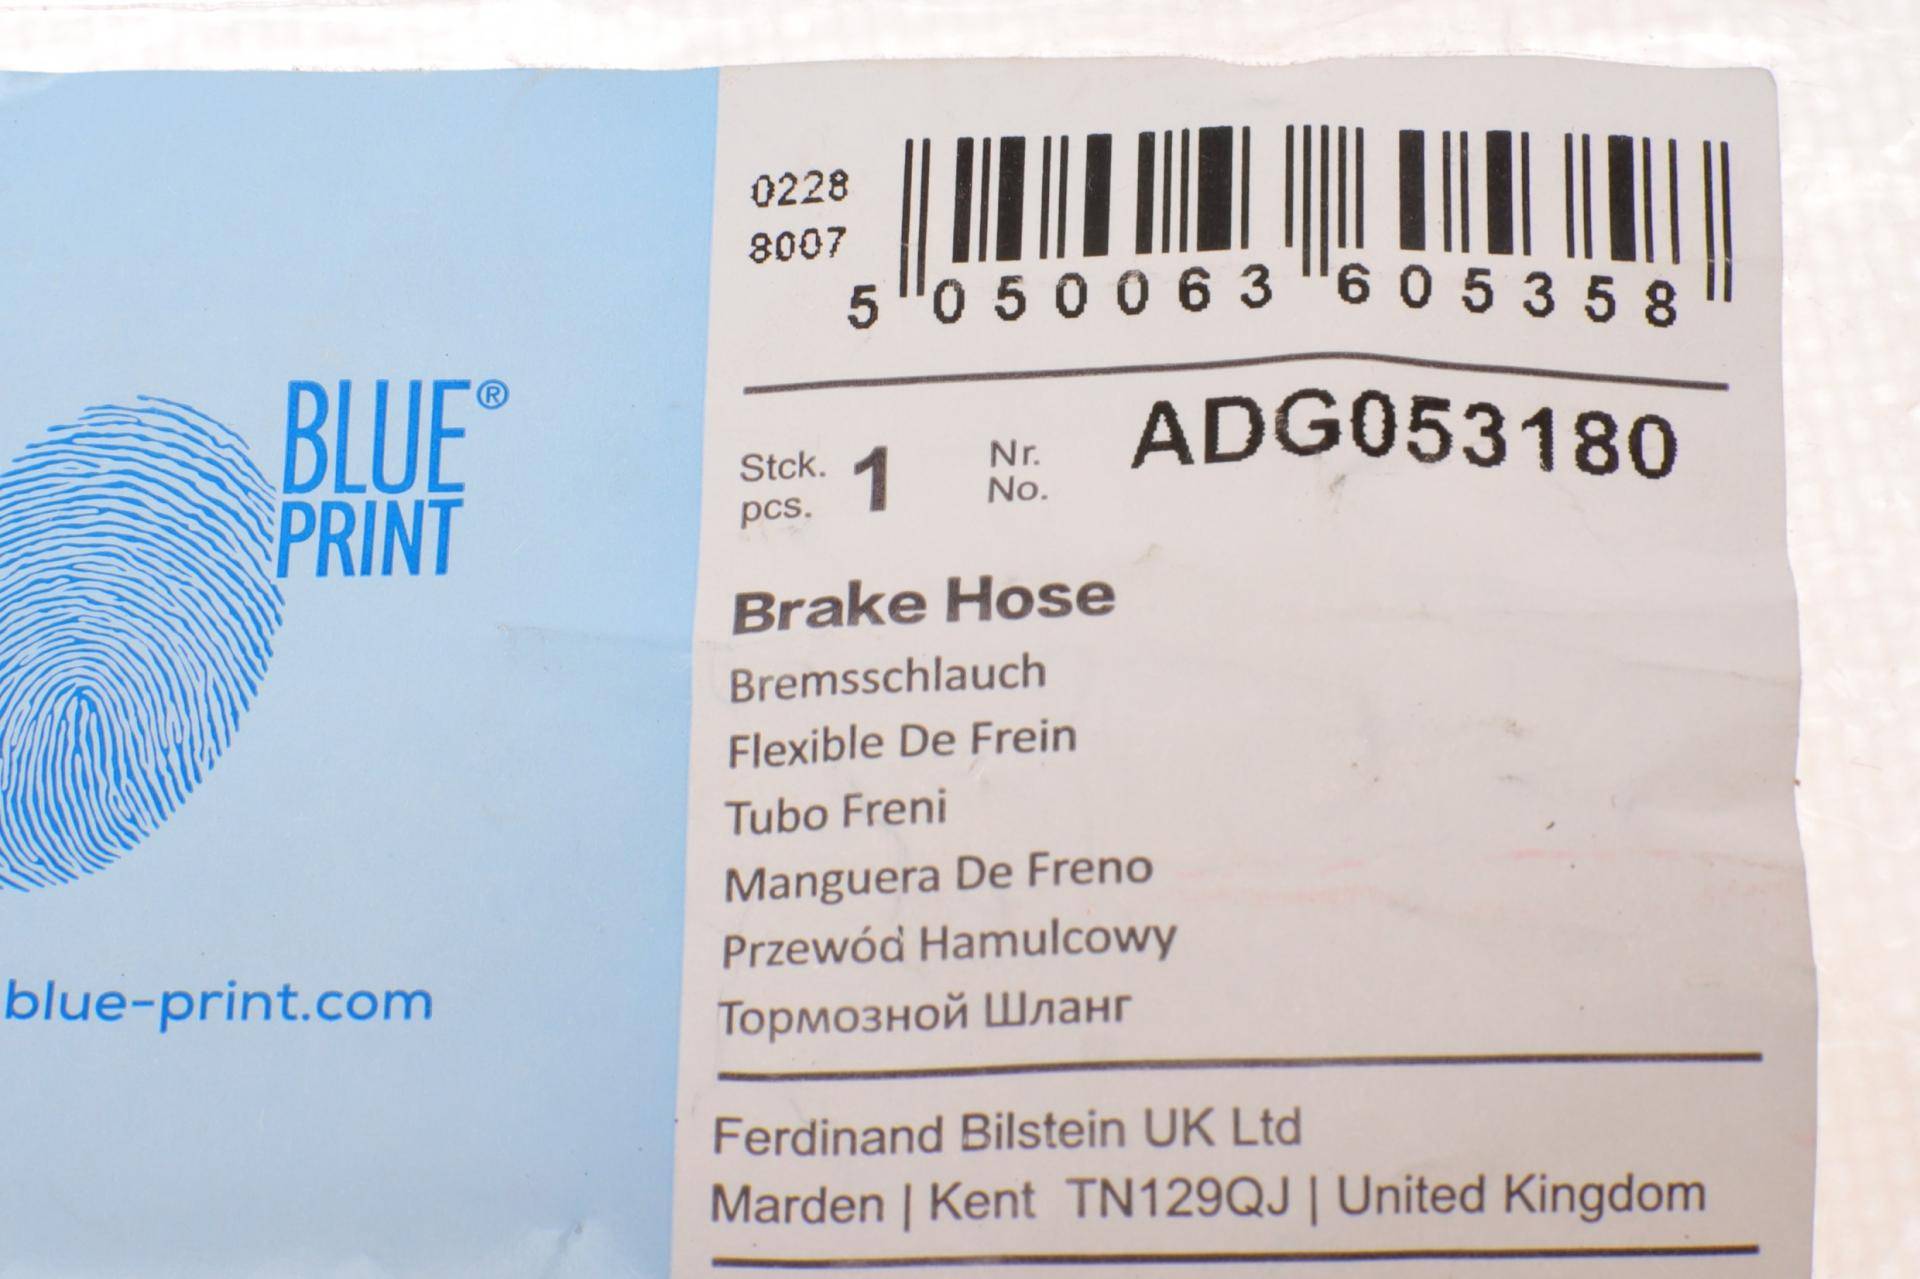 BLUE®
PRINT
blue-print.com
0228
8007
5 050063 605358
Stck. 1 Nr. ADG053180
pcs. No.
Brake Hose
Bremsschlauch
Flexible De Frein
Tubo Freni
Manguera De Freno
Przewód Hamulcowy
Тормозной Шланг
Ferdinand Bilstein UK Ltd
Marden | Kent TN129QJ | United Kingdom